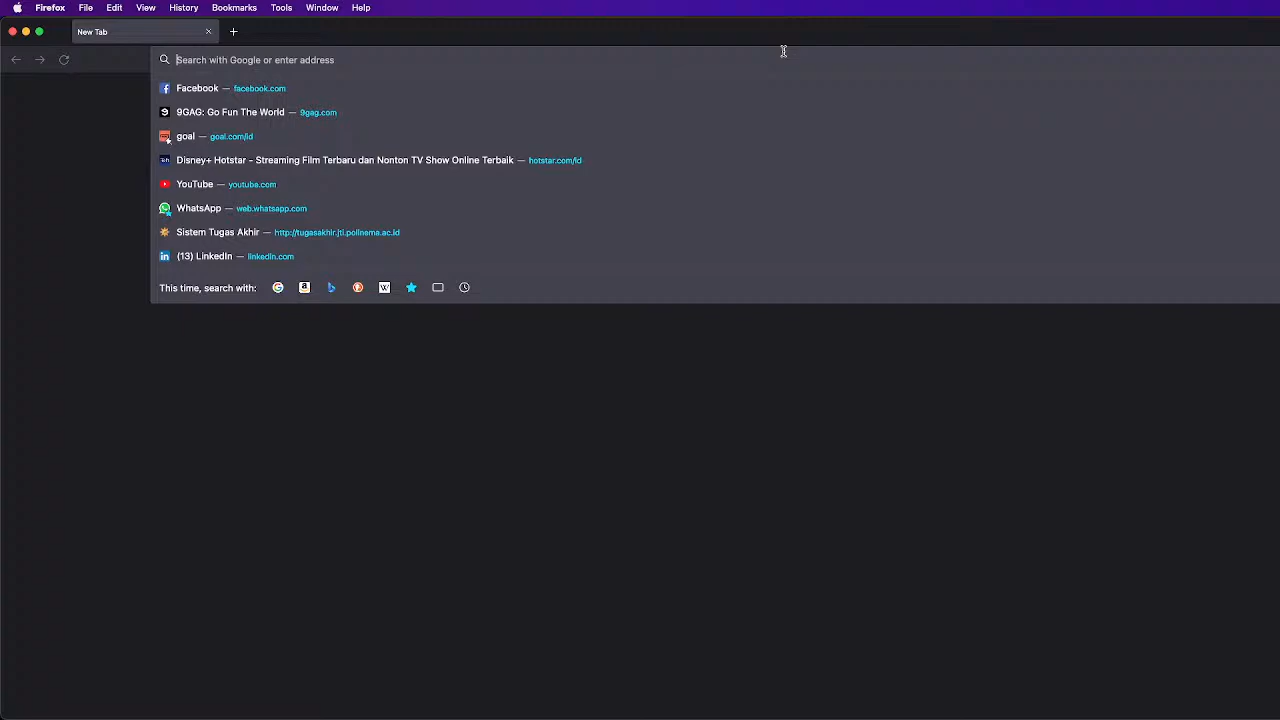 Firefox File Edit View History Bookmarks Tools Window Help
New Tab
Search with Google or enter address
Facebook — facebook.com
9GAG: Go Fun The World — 9gag.com
goal — goal.com/id
Disney+ Hotstar - Streaming Film Terbaru dan Nonton TV Show Online Terbaik — hotstar.com/id
YouTube — youtube.com
WhatsApp — web.whatsapp.com
Sistem Tugas Akhir — http://tugasakhir.jti.polinema.ac.id
(13) LinkedIn — linkedin.com
This time, search with: